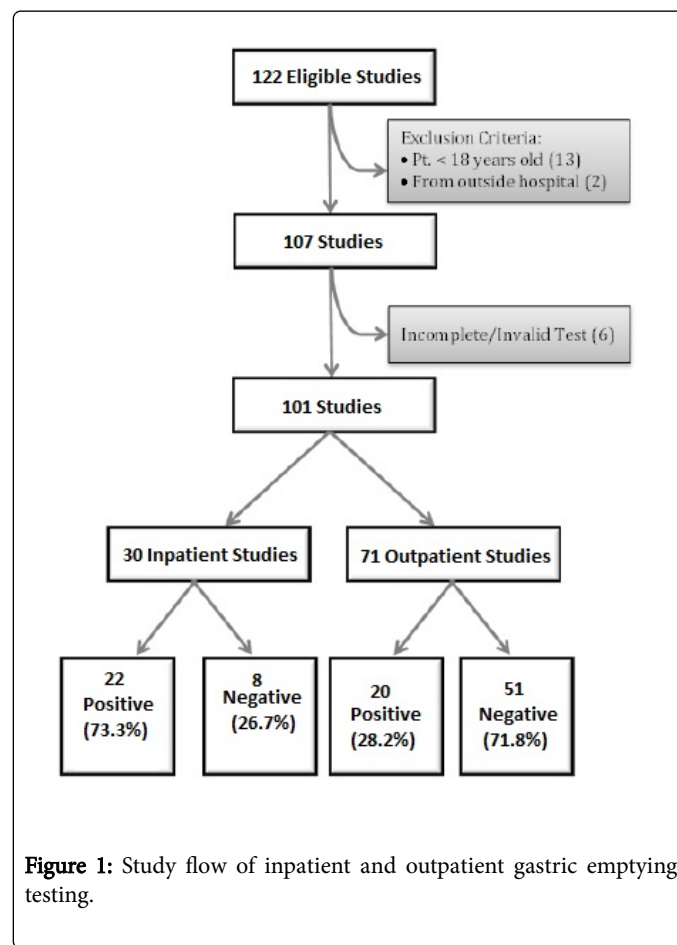 122 Eligible Studies
Exclusion Criteria:
• Pt. < 18 years old (13)
• From outside hospital (2)
107 Studies
Incomplete/Invalid Test (6)
101 Studies
30 Inpatient Studies
71 Outpatient Studies
22
Positive
(73.3%)
8
Negative
(26.7%)
20
Positive
(28.2%)
51
Negative
(71.8%)
Figure 1: Study flow of inpatient and outpatient gastric emptying
testing.